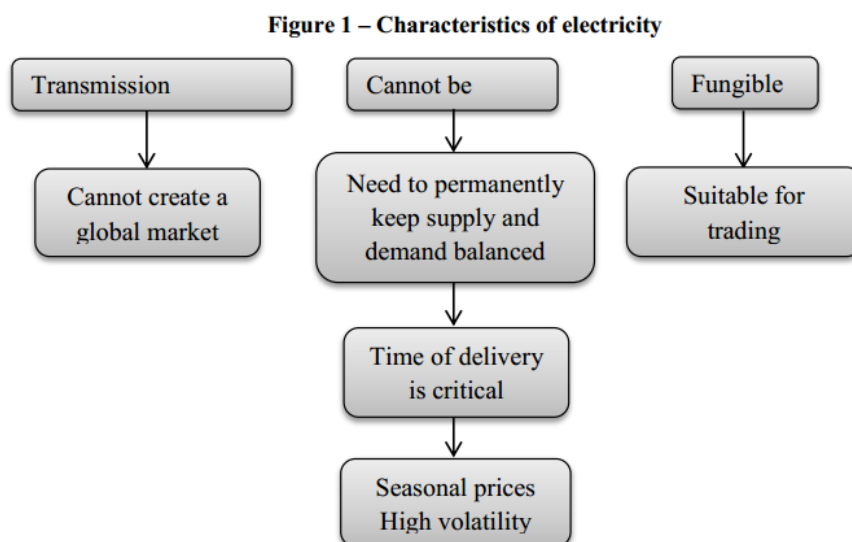 Figure 1 – Characteristics of electricity
Transmission
Cannot be
Fungible
Cannot create a
global market
Need to permanently
keep supply and
demand balanced
Suitable for
trading
Time of delivery
is critical
Seasonal prices
High volatility